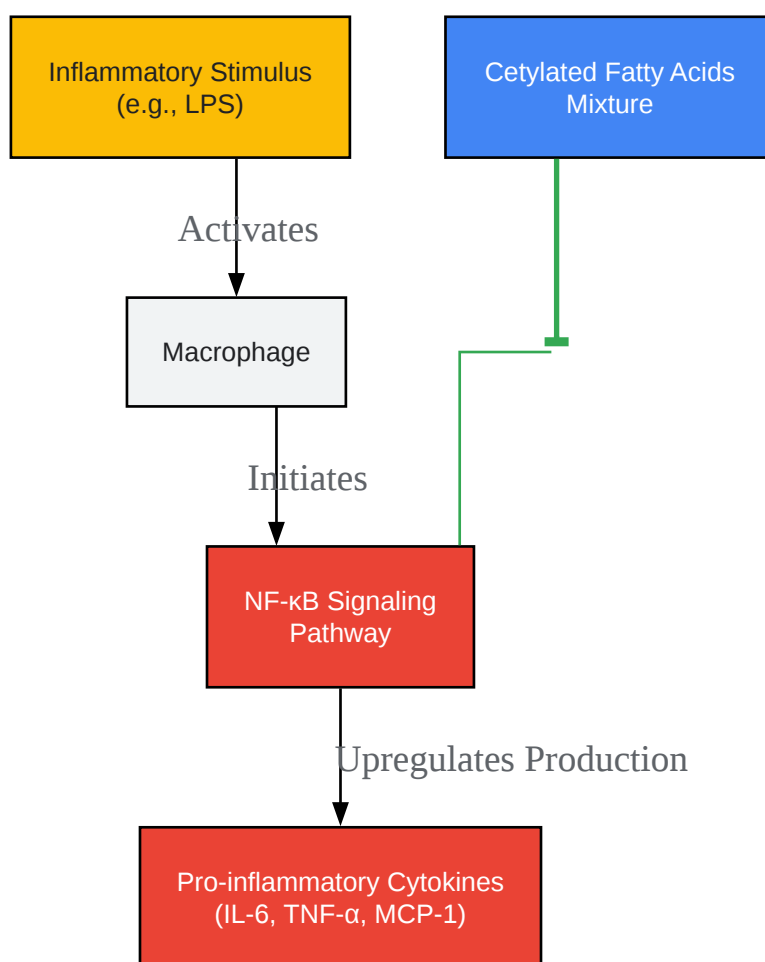 Inflammatory Stimulus
(e.g., LPS)
Cetylated Fatty Acids
Mixture
Activates
Macrophage
Initiates
NF-κB Signaling
Pathway
Upregulates Production
Pro-inflammatory Cytokines
(IL-6, TNF-α, MCP-1)